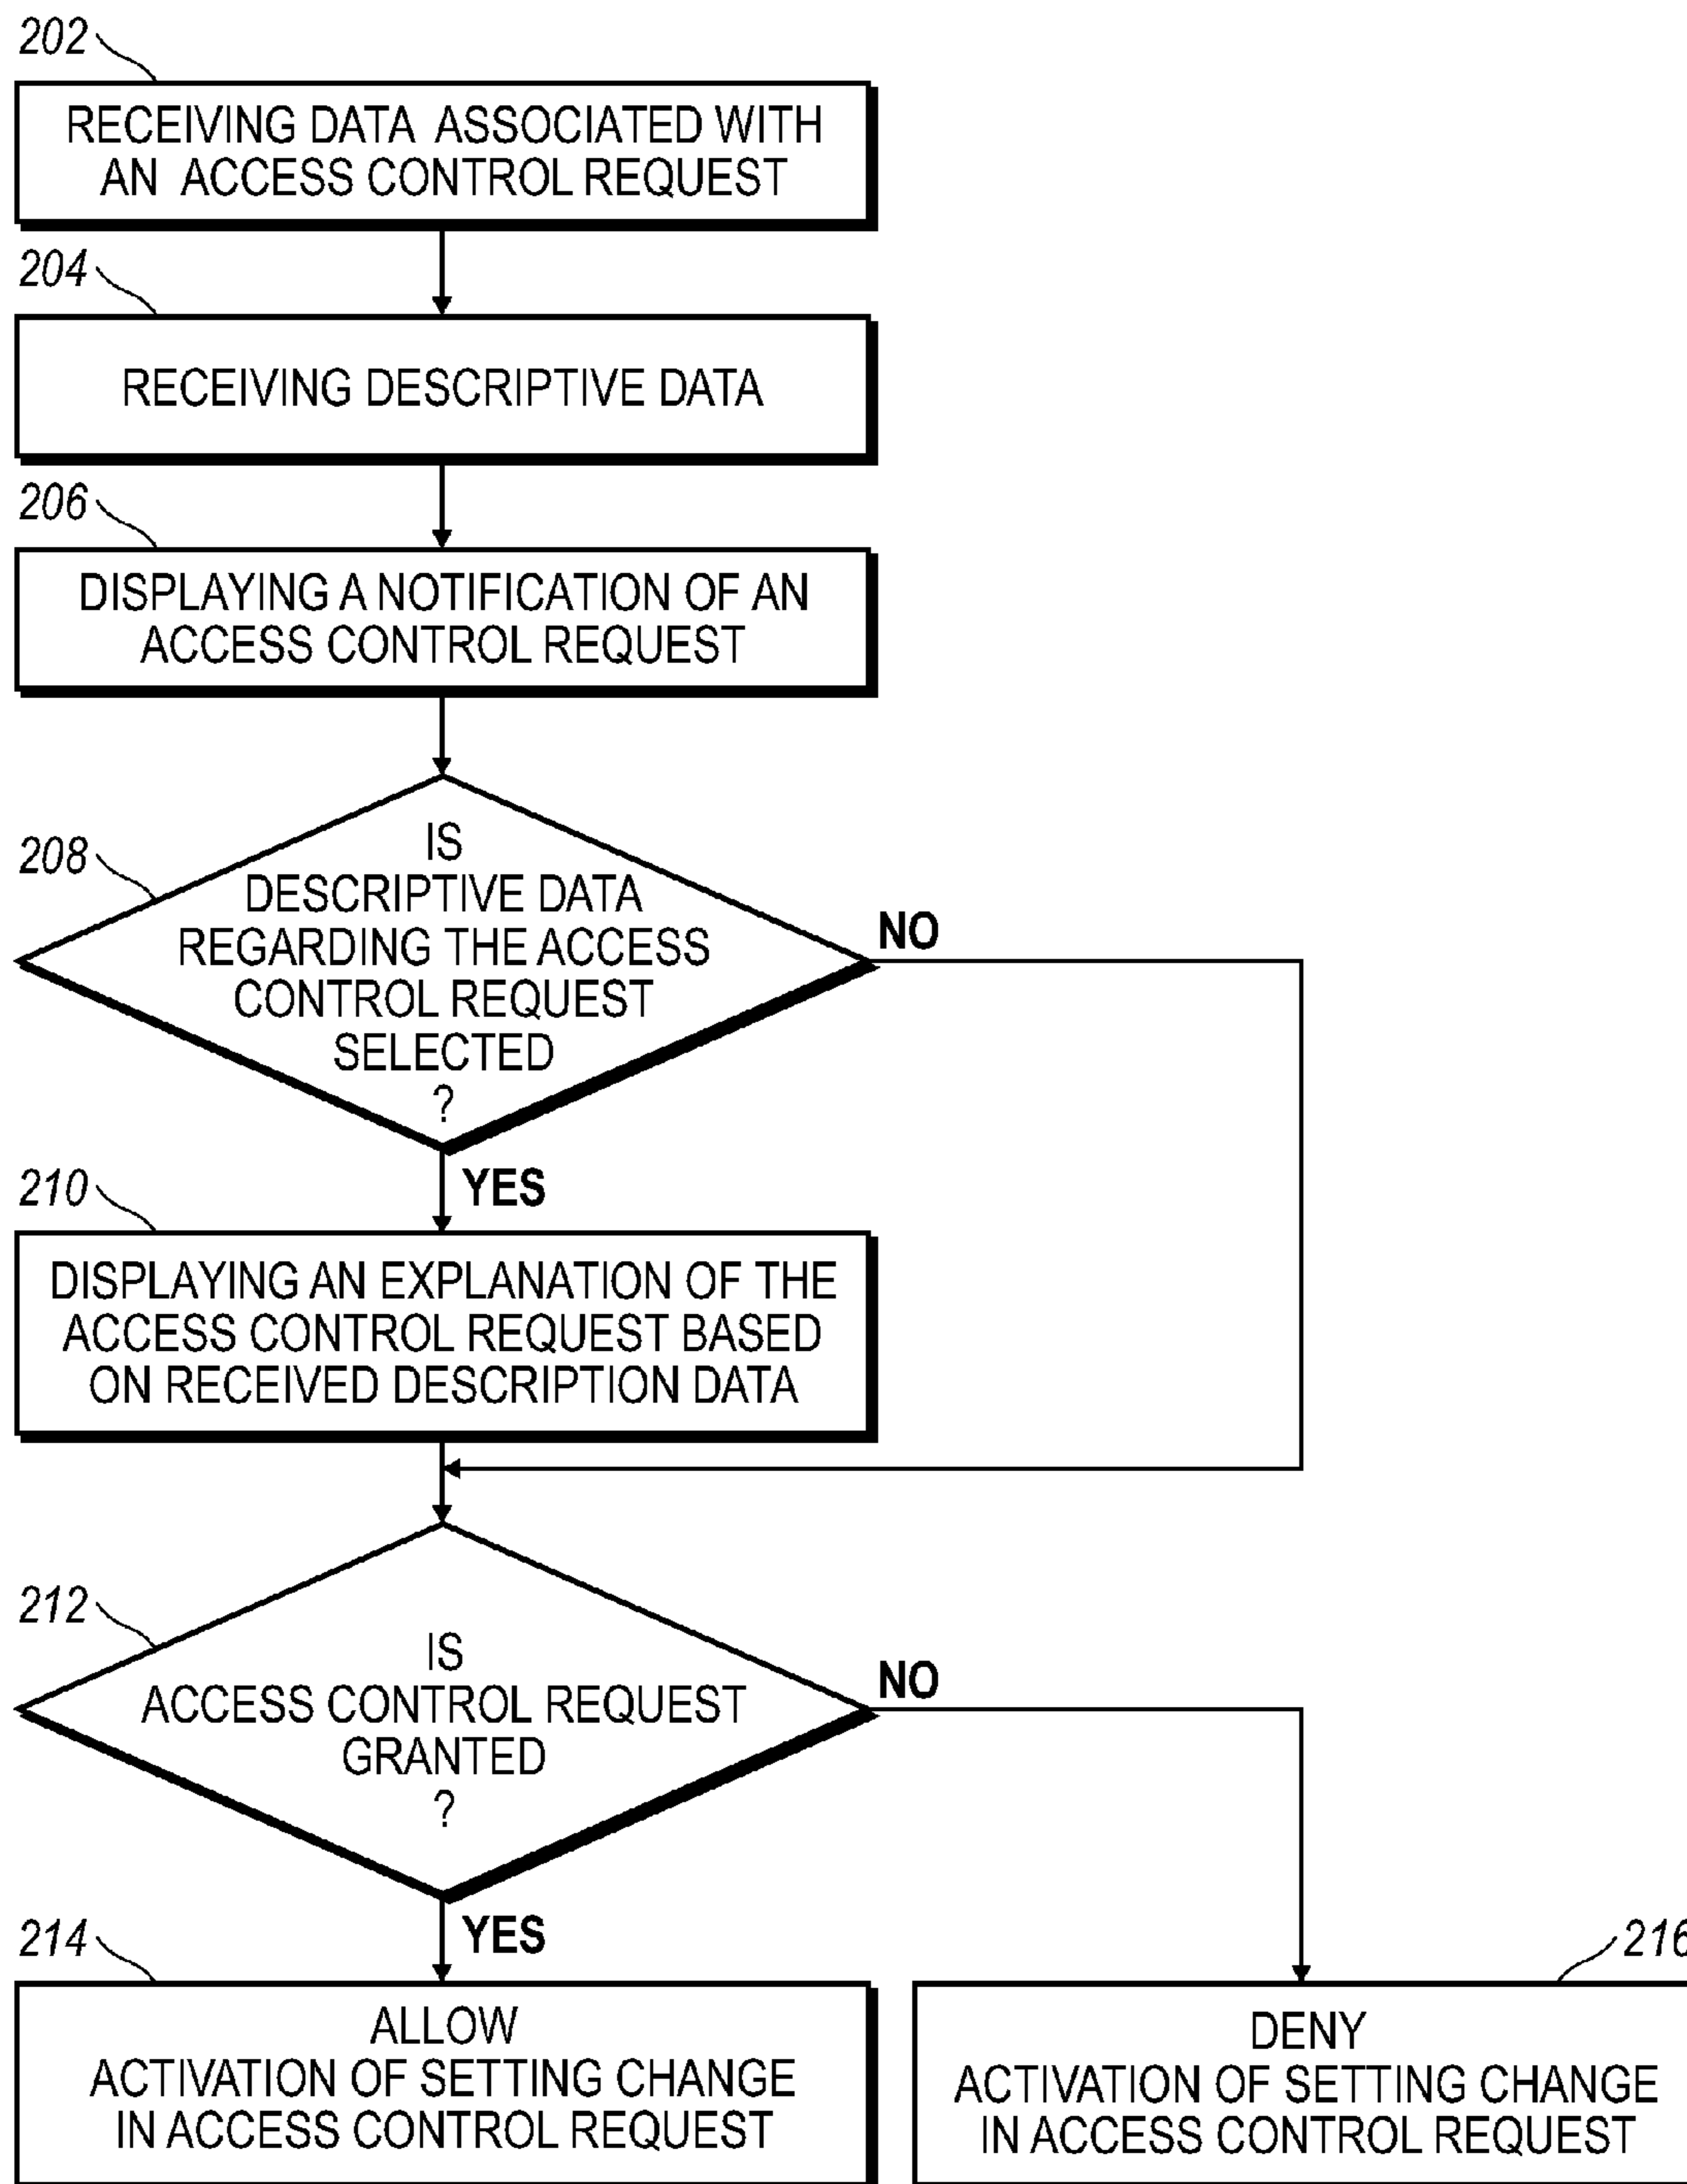 202
RECEIVING DATA ASSOCIATED WITH
AN ACCESS CONTROL REQUEST
204
RECEIVING DESCRIPTIVE DATA
206
DISPLAYING A NOTIFICATION OF AN
ACCESS CONTROL REQUEST
208
IS
DESCRIPTIVE DATA
REGARDING THE ACCESS
CONTROL REQUEST
SELECTED
?
NO
YES
210
DISPLAYING AN EXPLANATION OF THE
ACCESS CONTROL REQUEST BASED
ON RECEIVED DESCRIPTION DATA
212
IS
ACCESS CONTROL REQUEST
GRANTED
?
NO
YES
214
ALLOW
ACTIVATION OF SETTING CHANGE
IN ACCESS CONTROL REQUEST
216
DENY
ACTIVATION OF SETTING CHANGE
IN ACCESS CONTROL REQUEST